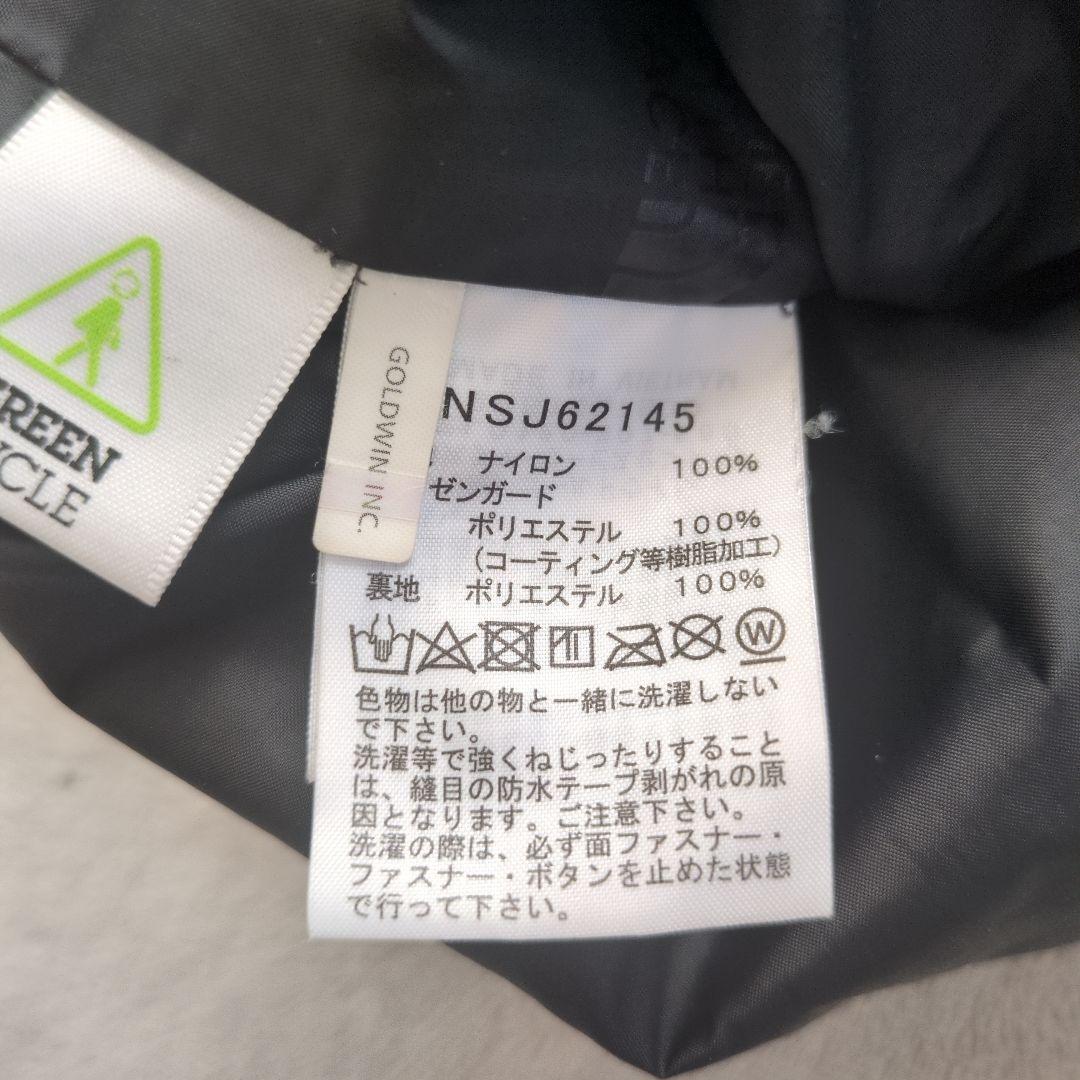 GREEN
CYCLE
GOLDWIN INC.
NSJ62145
ナイロン 100%
ゼンガード
ポリエステル 100%
(コーティング等樹脂加工)
裏地 ポリエステル 100%
W
色物は他の物と一緒に洗濯しない
で下さい。
洗濯等で強くねじったりすること
は、縫目の防水テープ剥がれの原
因となります。ご注意下さい。
洗濯の際は、必ず面ファスナー・
ファスナー・ボタンを止めた状態
で行って下さい。